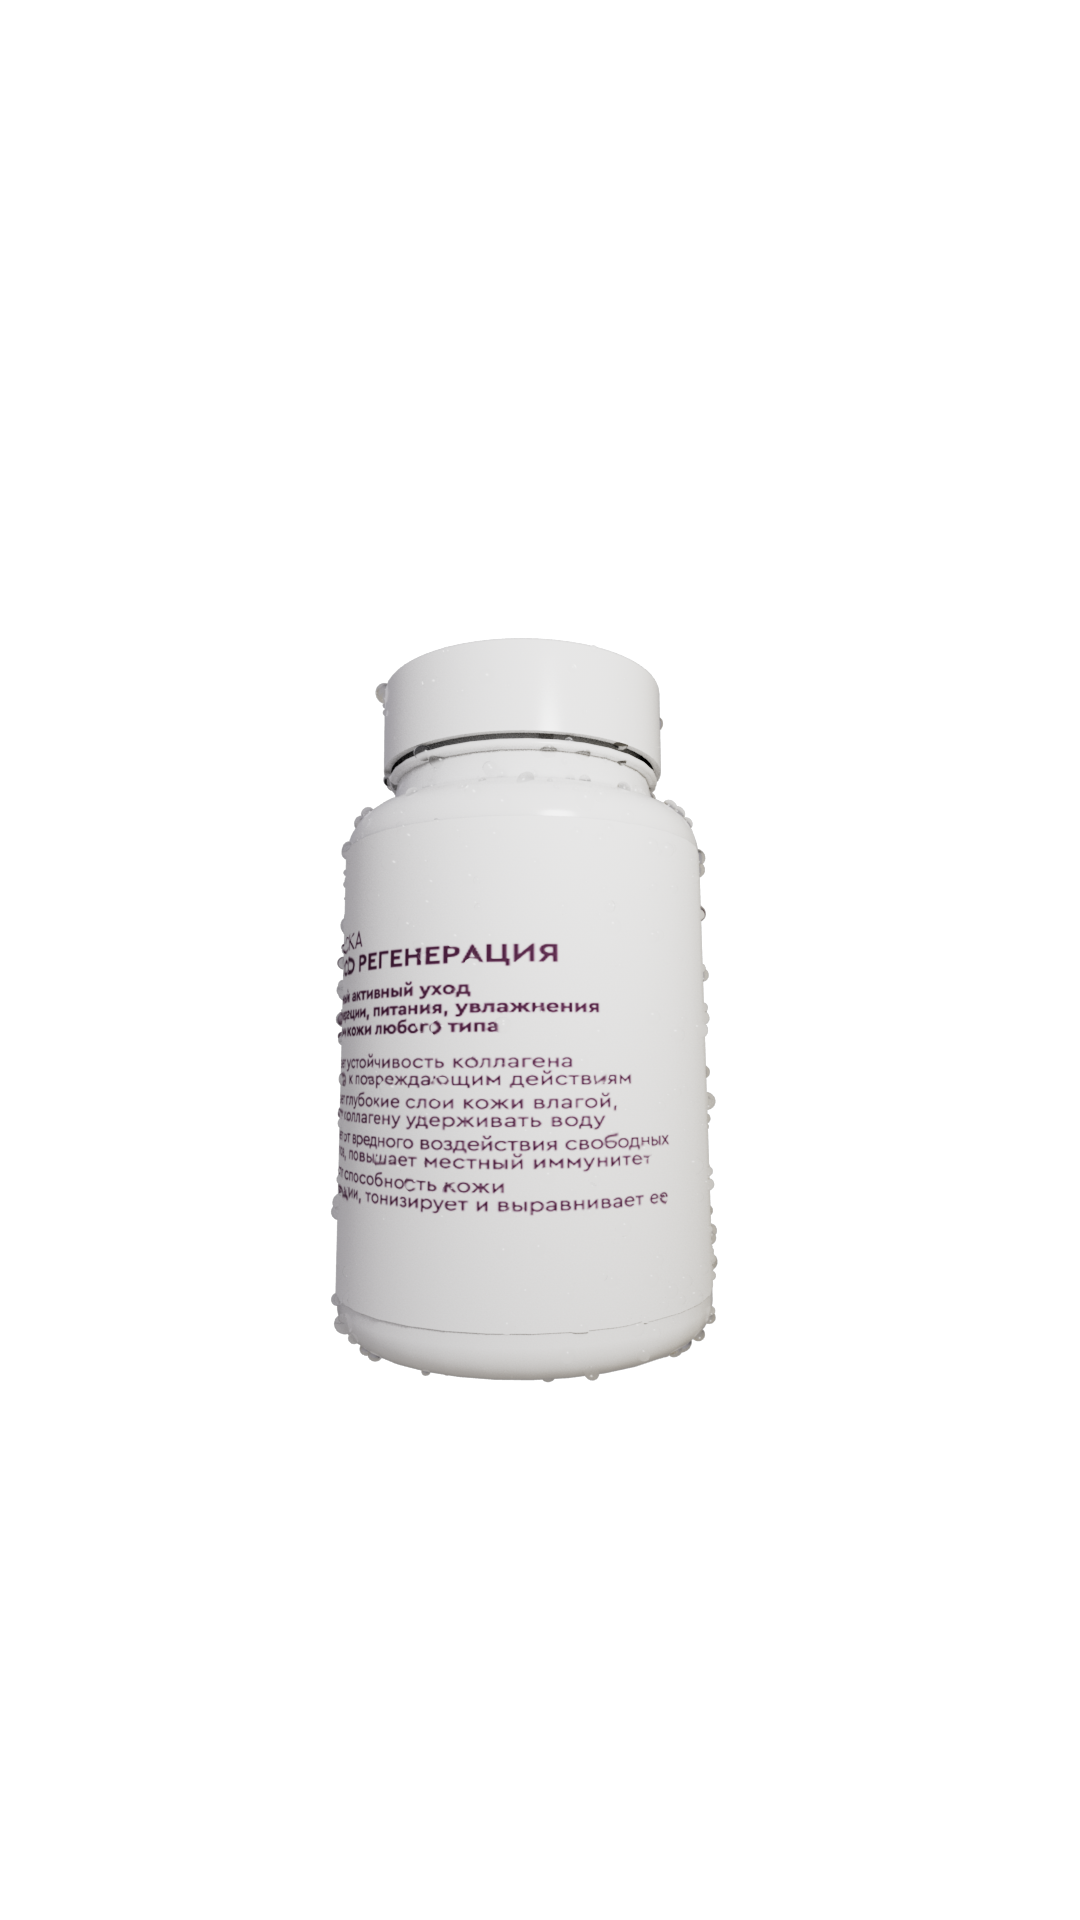 РЕГЕНЕРАЦИЯ
активный уход
питания, увлажнения
кожи любого типа
устойчивость коллагена
к повреждающим действиям
глубокие слои кожи влагой,
коллагену удерживать воду
от вредного воздействия свободных
повышает местный иммунитет
способность кожи
тонизирует и выравнивает ее